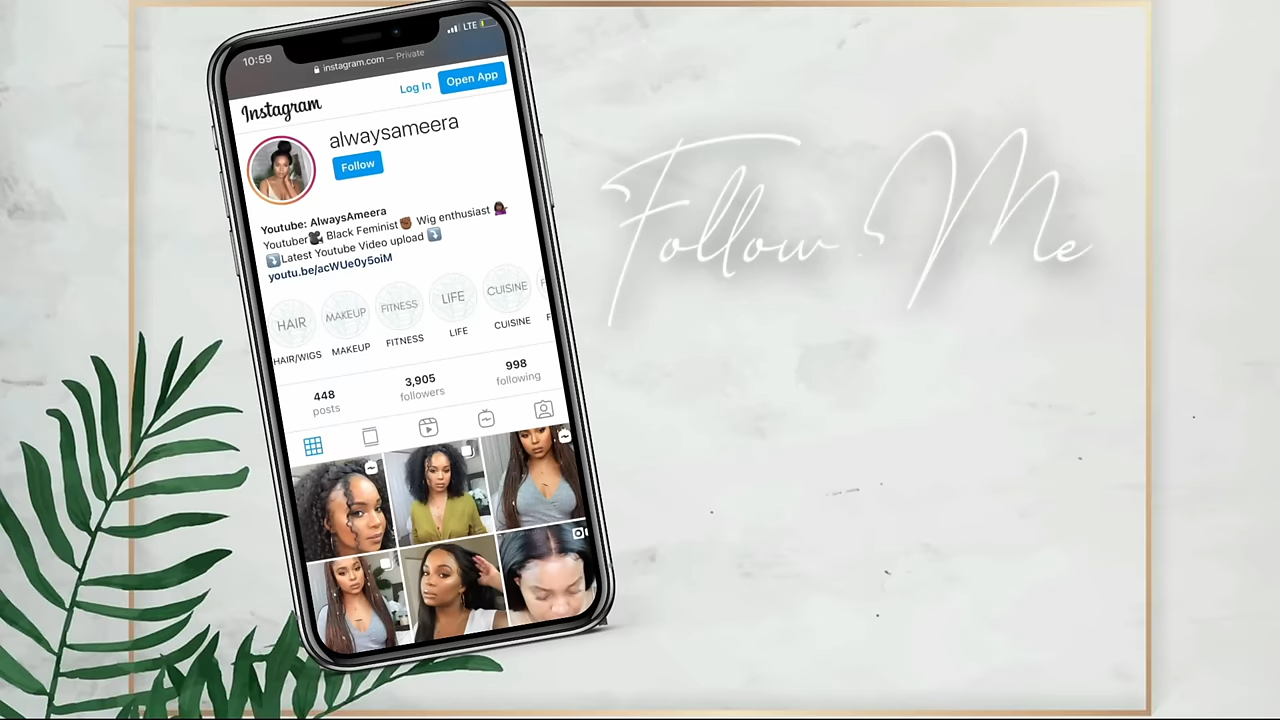 10:59
LTE
instagram.com — Private
Instagram
Log In
Open App
alwaysameera
Follow
Youtube: AlwaysAmeera
Youtuber🎥 Black Feminist✊🏾 Wig enthusiast 💁🏾‍♀️
⤵️Latest Youtube Video upload ⤵️
youtu.be/acWUe0y5oiM
HAIR MAKEUP FITNESS LIFE CUISINE F
HAIR/WIGS MAKEUP FITNESS LIFE CUISINE F
448 3,905 998
posts followers following
Follow Me